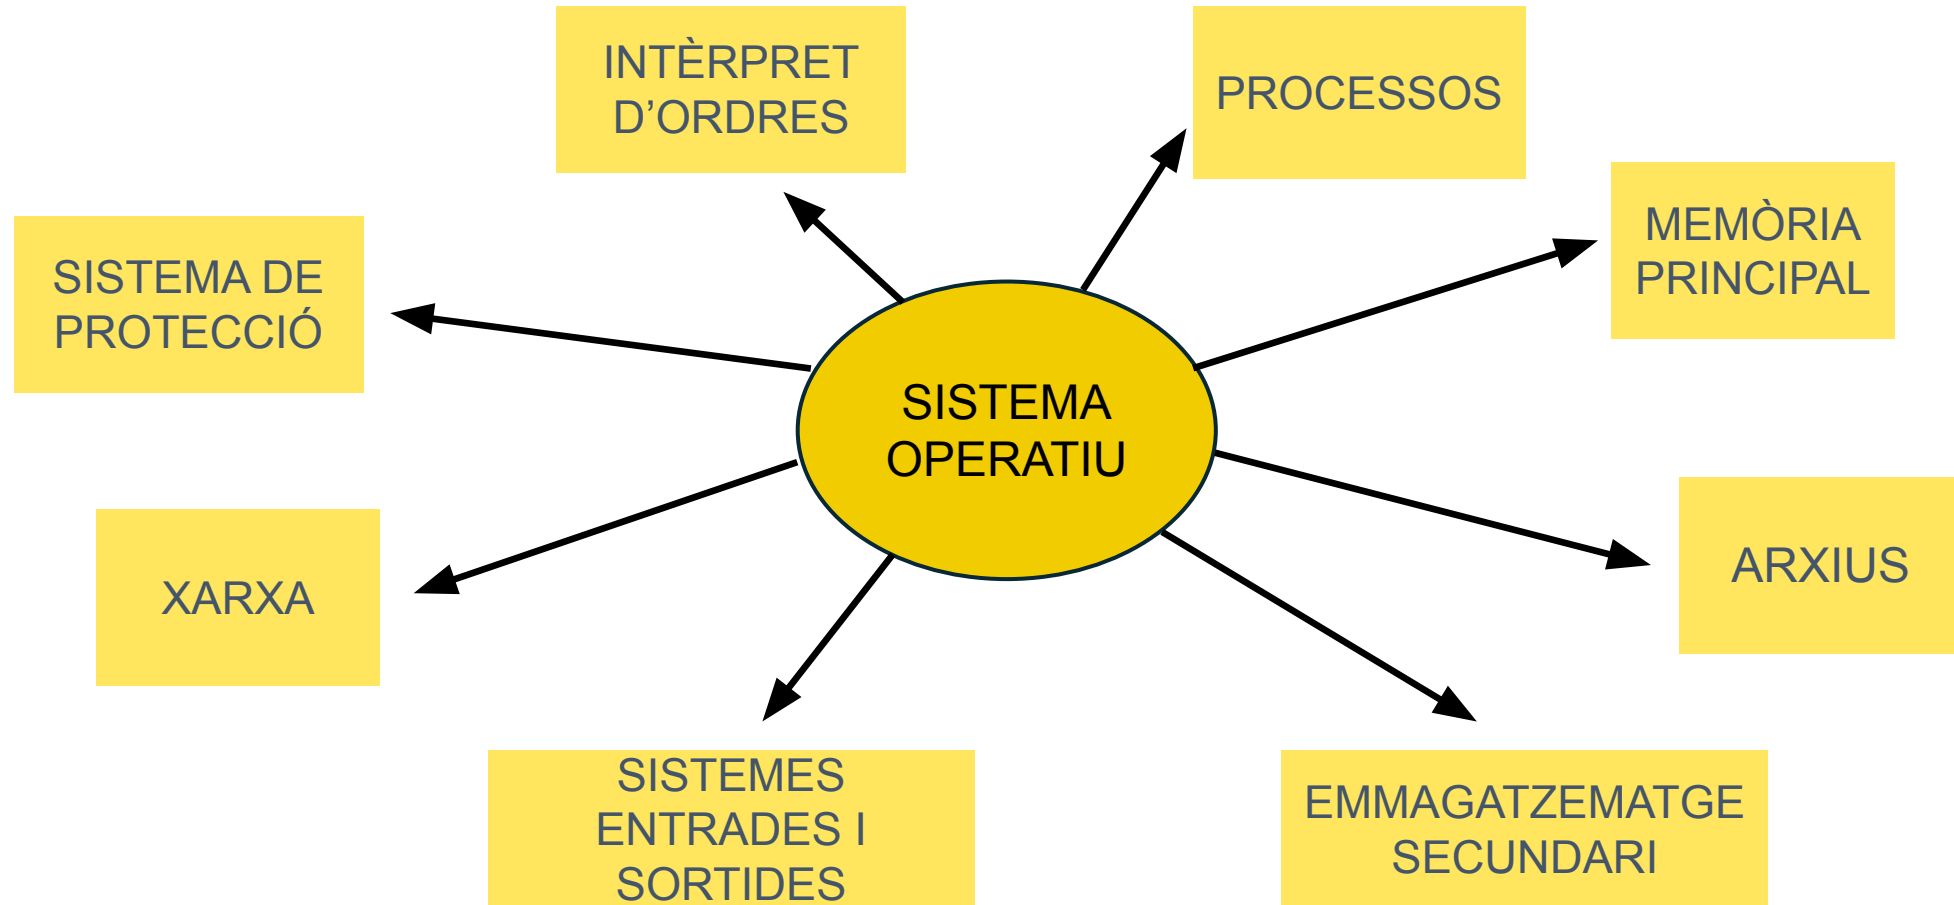 INTÈRPRET
D’ORDRES
PROCESSOS
MEMÒRIA
PRINCIPAL
SISTEMA DE
PROTECCIÓ
SISTEMA
OPERATIU
XARXA
ARXIUS
SISTEMES
ENTRADES I
SORTIDES
EMMAGATZEMATGE
SECUNDARI